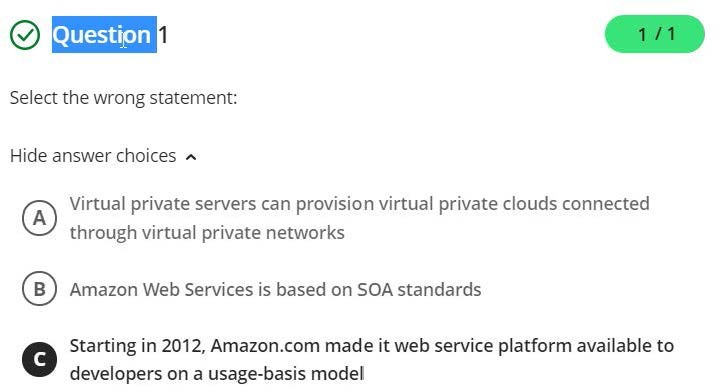 Question 1
1 / 1
Select the wrong statement:
Hide answer choices
A
Virtual private servers can provision virtual private clouds connected
through virtual private networks
B
Amazon Web Services is based on SOA standards
C
Starting in 2012, Amazon.com made it web service platform available to
developers on a usage-basis model